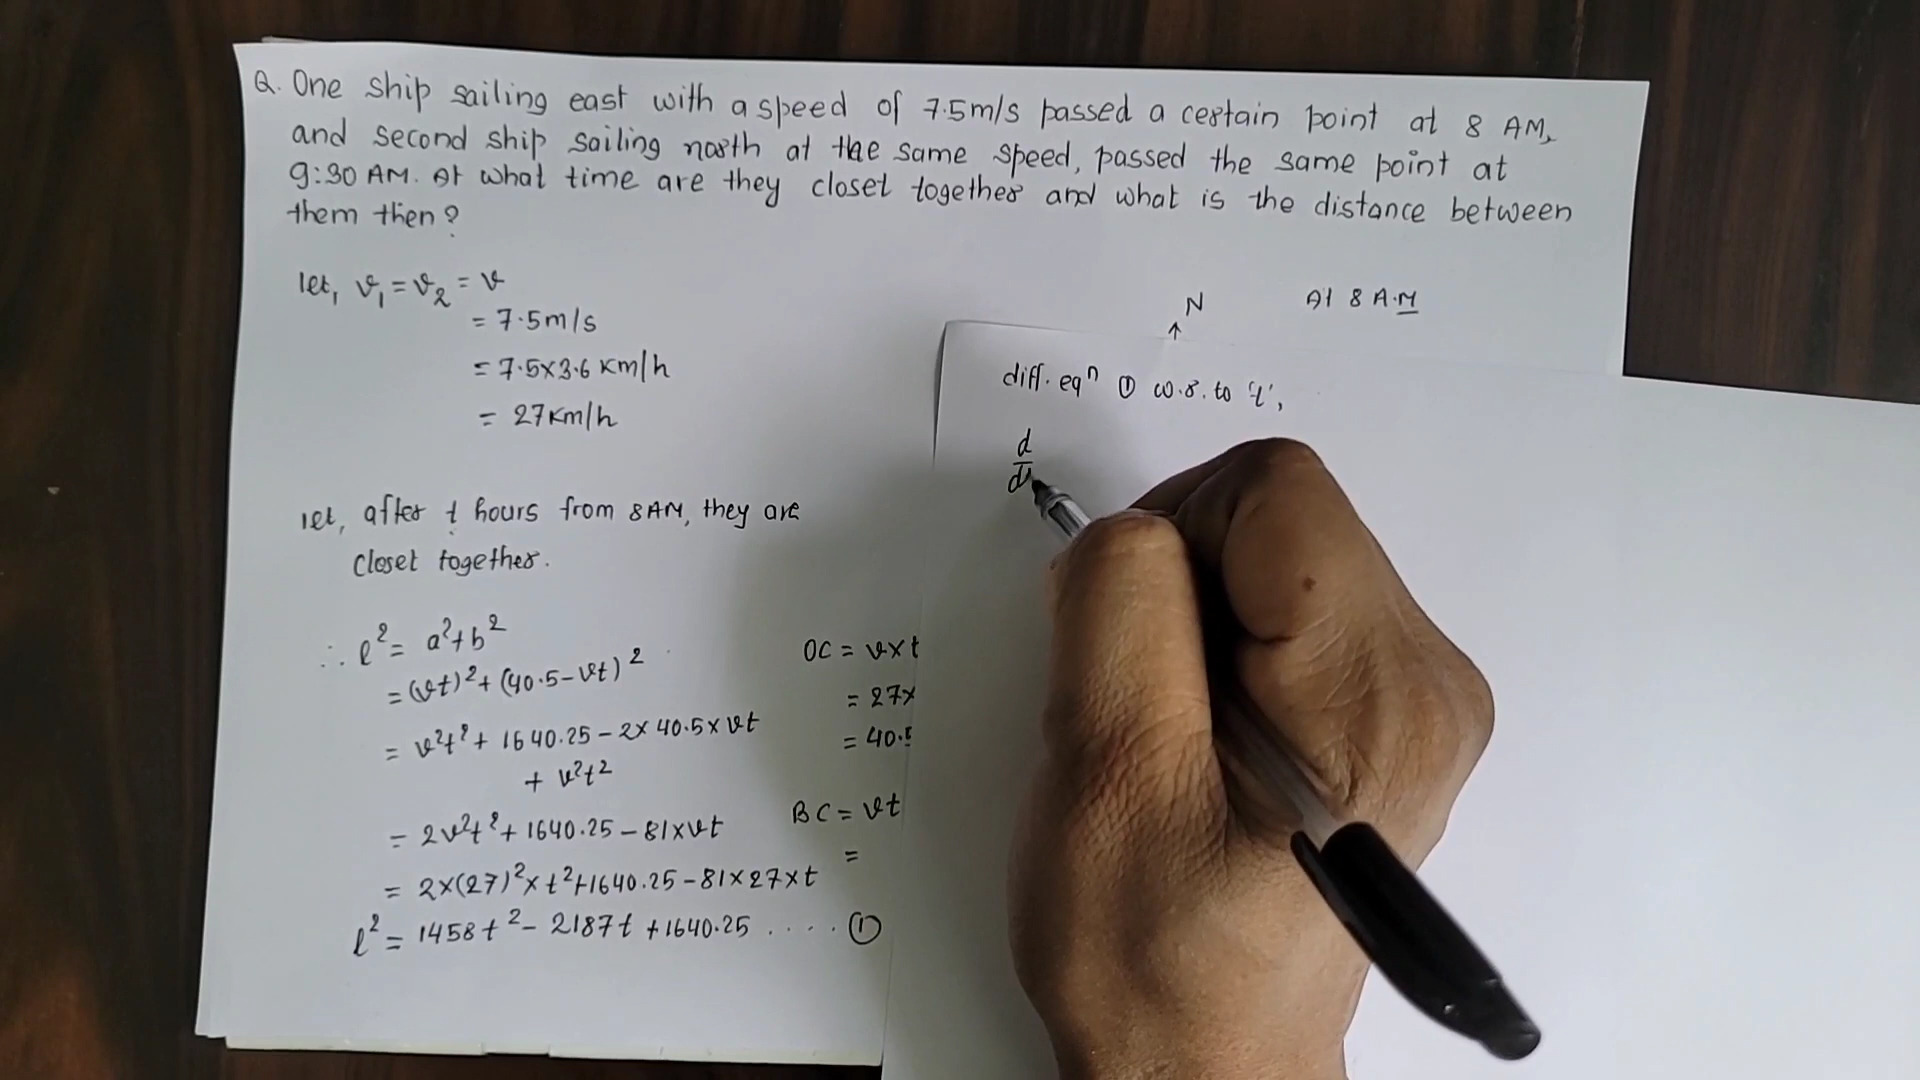 Q. One ship sailing east with a speed of 7.5m/s passed a certain point at 8 AM,
and second ship sailing north at the same speed, passed the same point at
9:30 AM. At what time are they closet together and what is the distance between
them then?
let, v₁ = v₂ = v
= 7.5m/s
= 7.5×3.6 km/h
= 27km/h
N
↑
At 8 A.M
diff. eqⁿ ① w.r. to 't',
d
let, after t hours from 8AM, they are
closet together.
∴ l² = a²+b²
= (vt)²+(40.5-vt)²
= v²t²+ 1640.25 - 2×40.5×vt
+ v²t²
= 2v²t²+1640.25-81×vt
= 2×(27)²×t²+1640.25-81×27×t
l² = 1458t²- 2187t +1640.25 . . . . ①
OC = v×t
= 27×
= 40.5
BC = vt
=